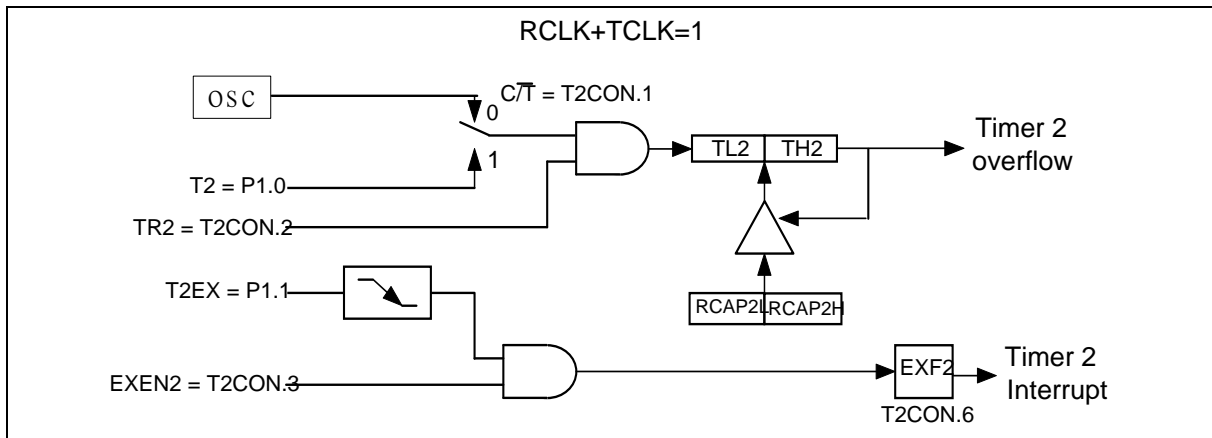 RCLK+TCLK=1
OSC
C/T̅ = T2CON.1
0
1
T2 = P1.0
TR2 = T2CON.2
TL2
TH2
Timer 2
overflow
T2EX = P1.1
RCAP2L
RCAP2H
EXEN2 = T2CON.3
EXF2
T2CON.6
Timer 2
Interrupt